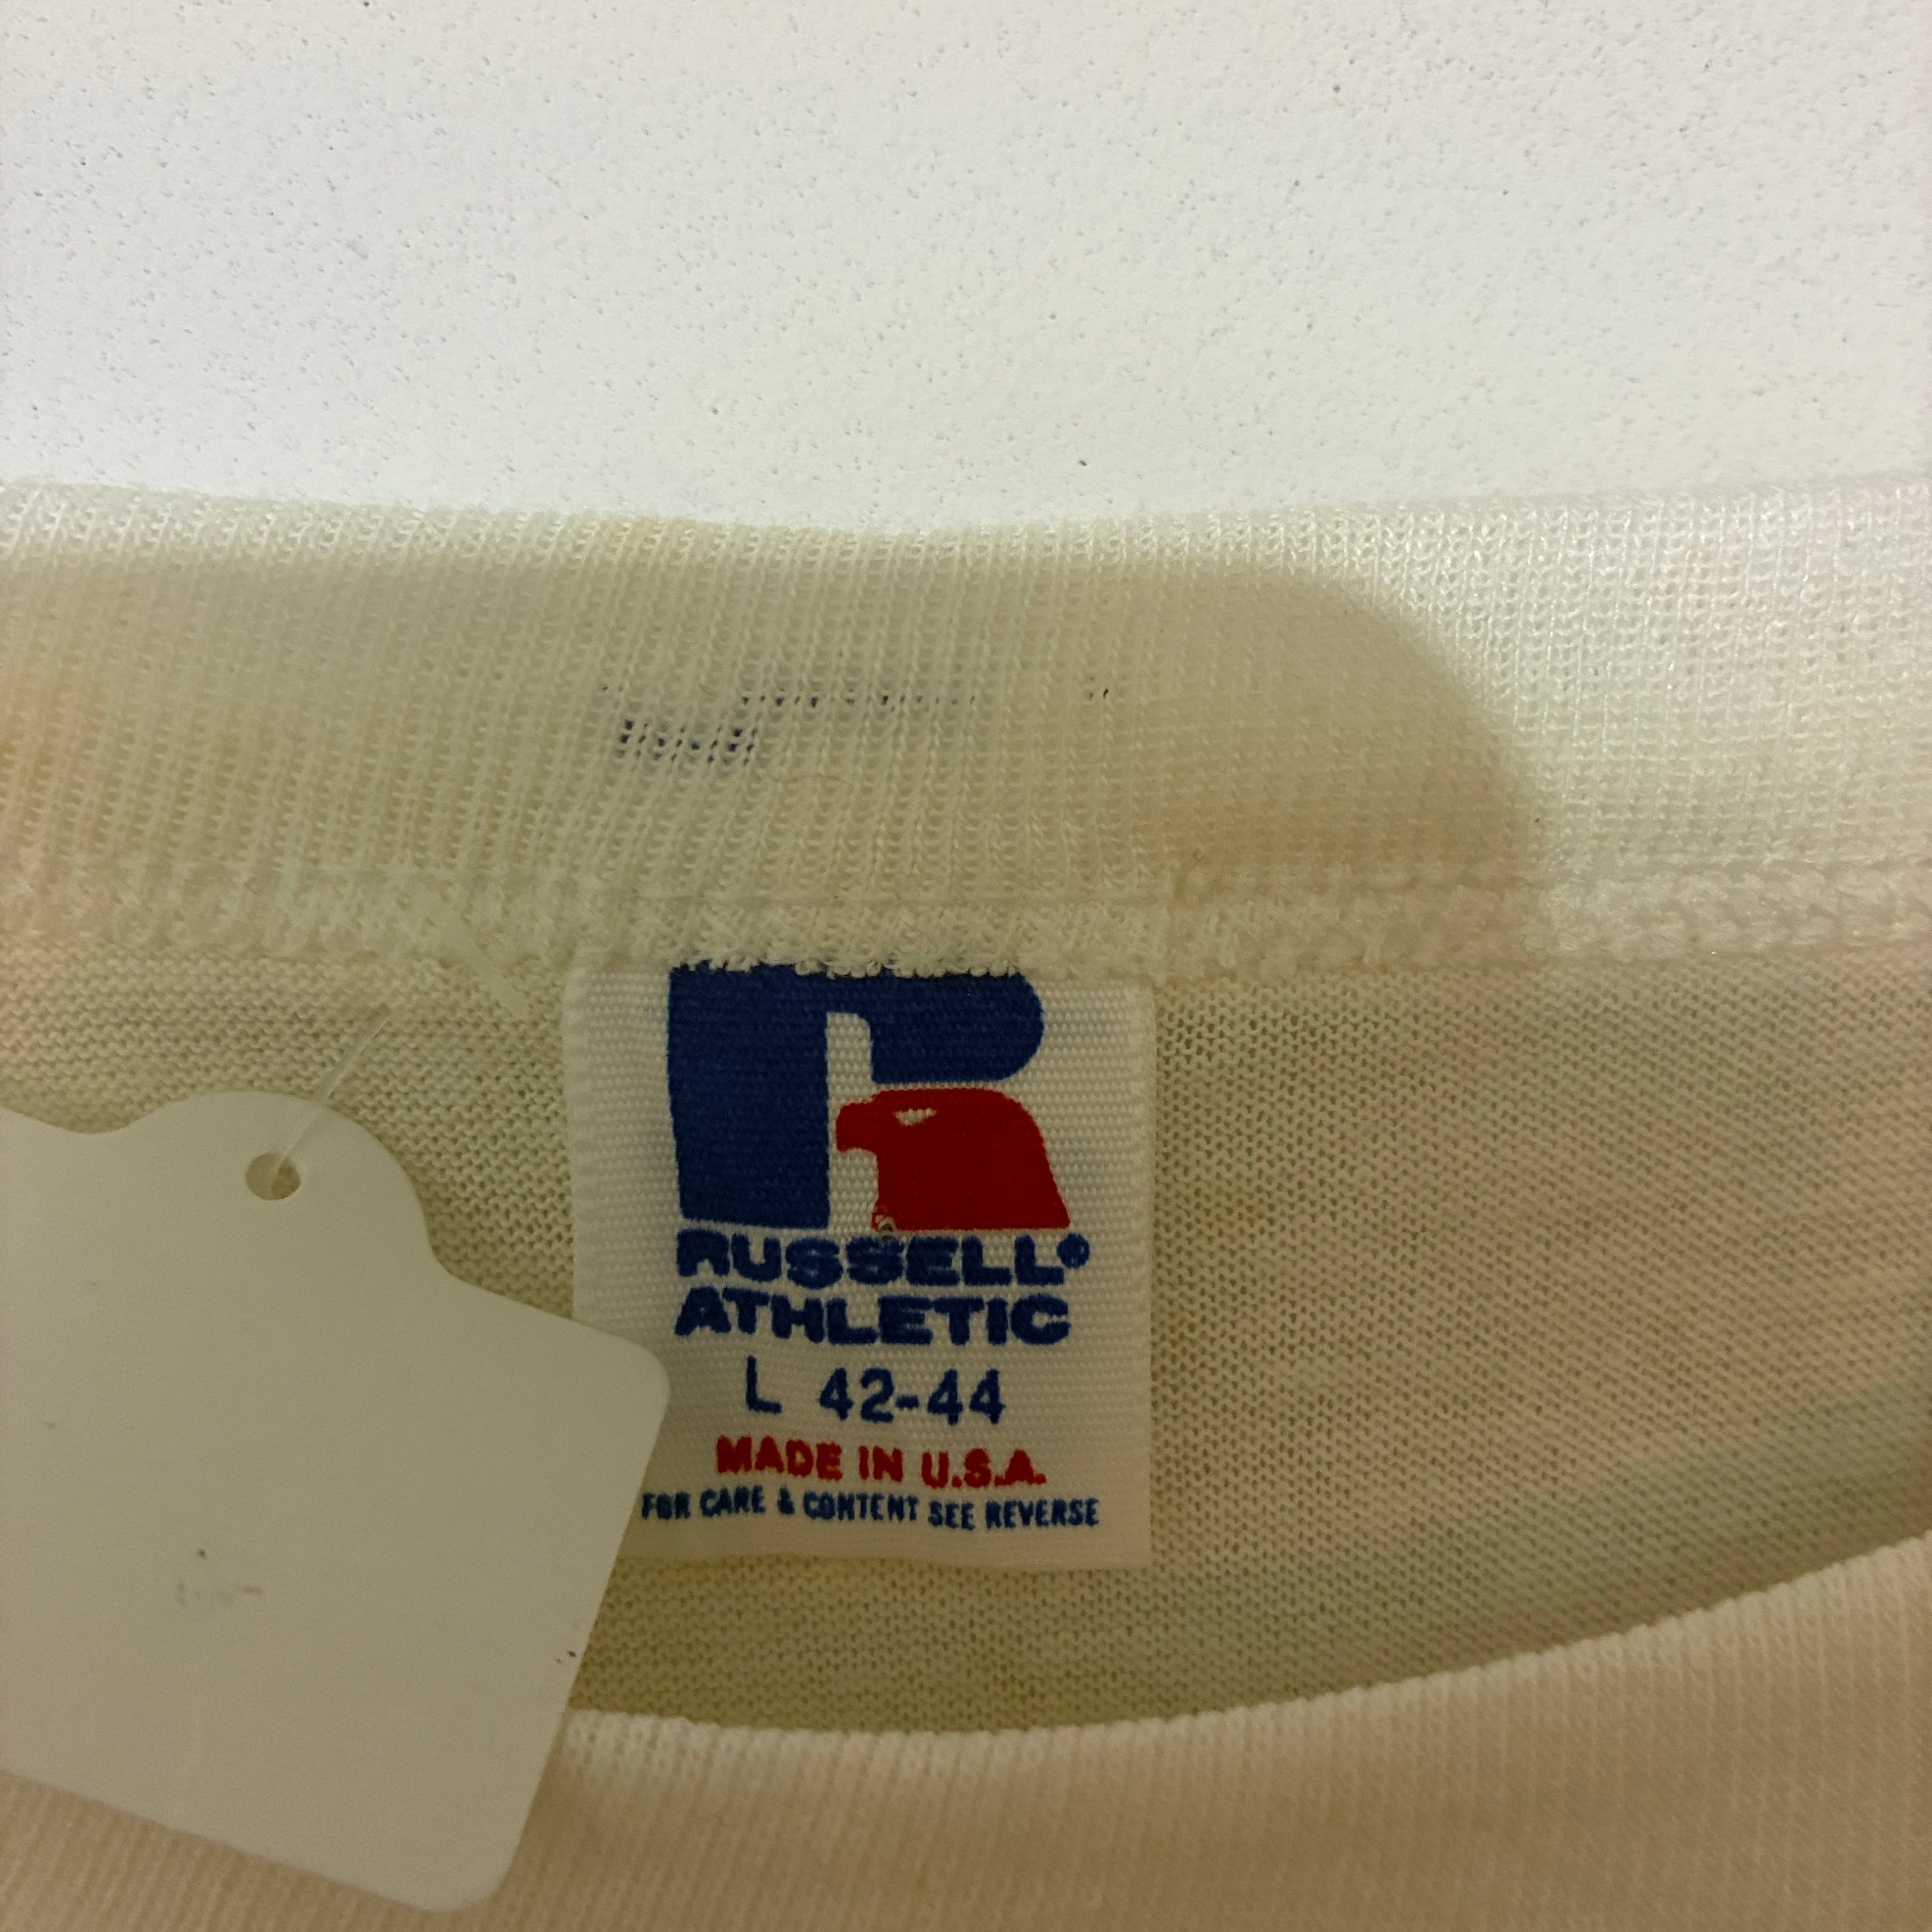 RUSSELL®
ATHLETIC
L 42-44
MADE IN U.S.A.
FOR CARE & CONTENT SEE REVERSE